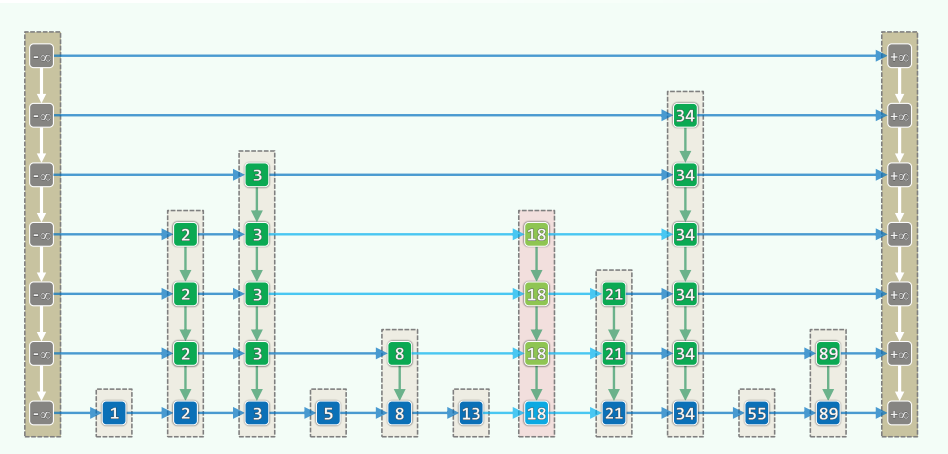 -∞ +∞
-∞ 34 +∞
-∞ 3 34 +∞
-∞ 2 3 18 34 +∞
-∞ 2 3 18 21 34 +∞
-∞ 2 3 8 18 21 34 89 +∞
-∞ 1 2 3 5 8 13 18 21 34 55 89 +∞